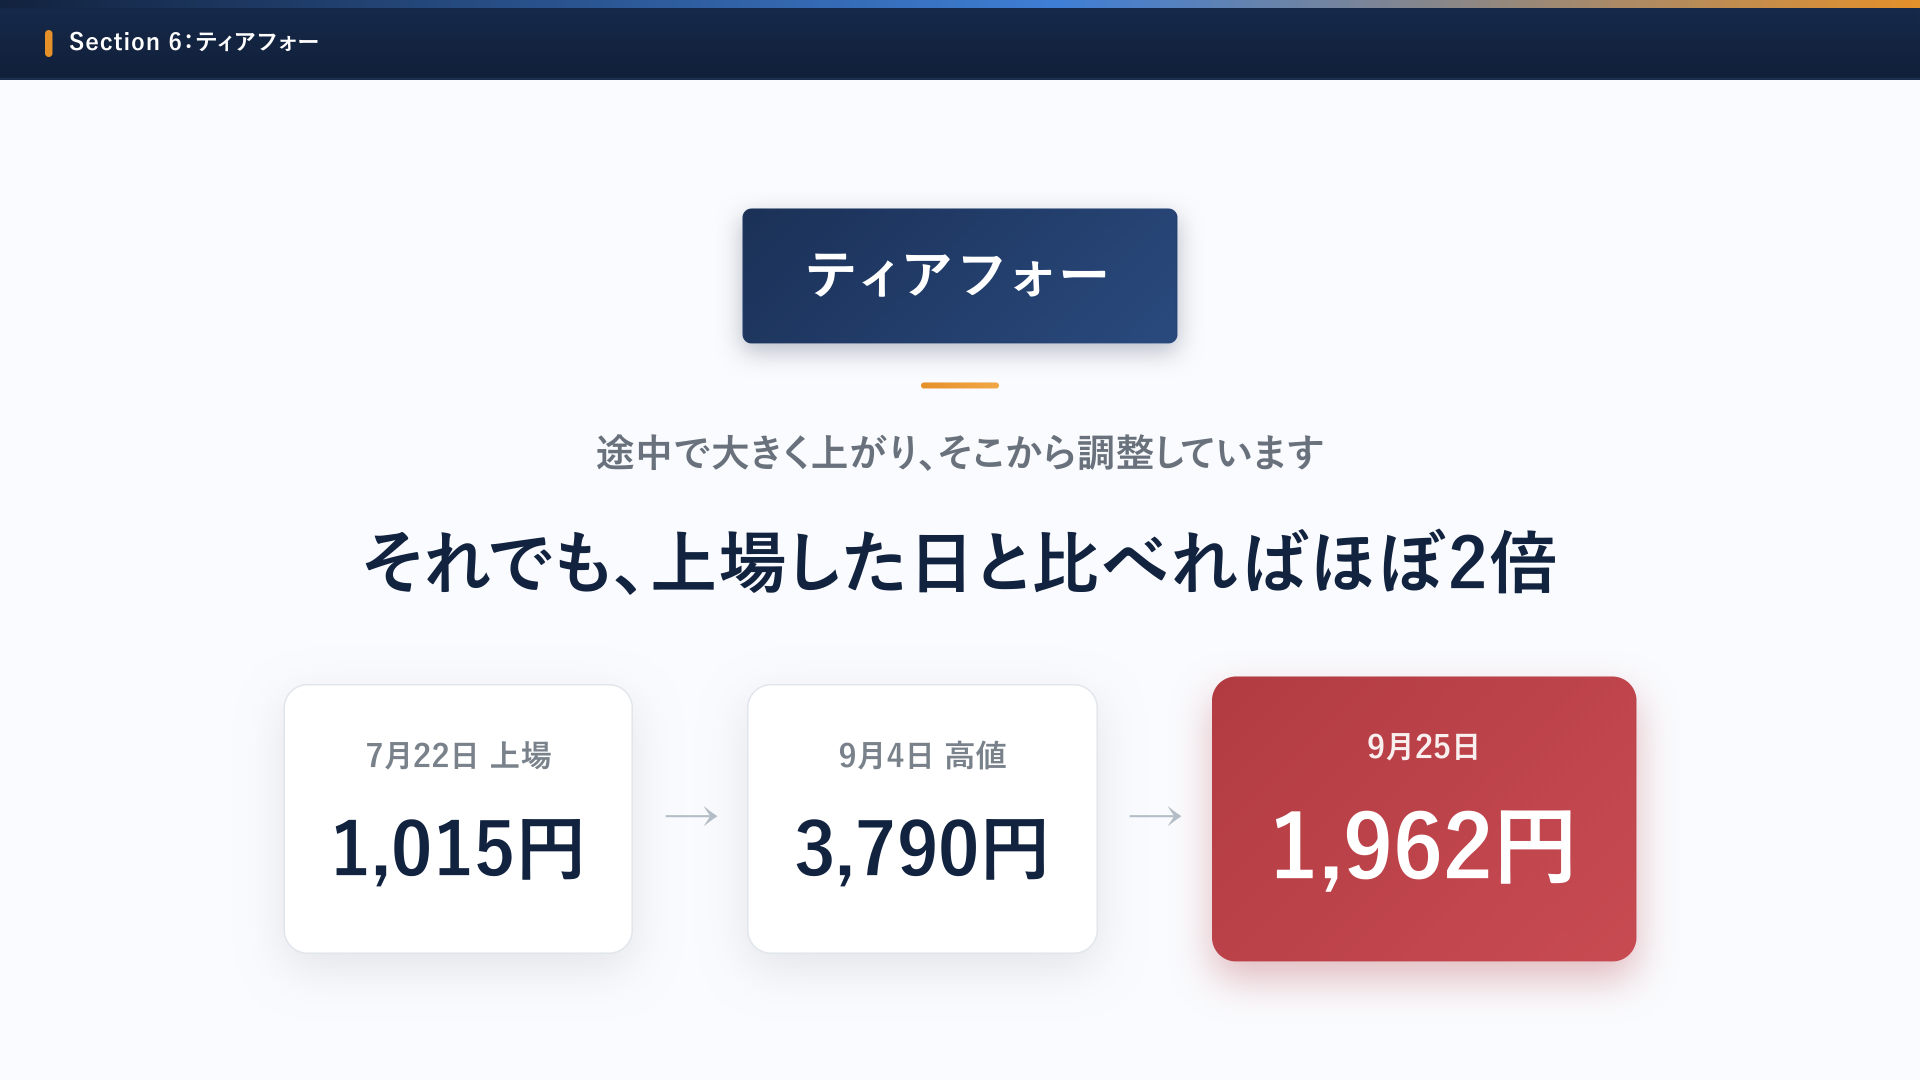 Section 6：ティアフォー
ティアフォー
途中で大きく上がり、そこから調整しています
それでも、上場した日と比べればほぼ2倍
7月22日 上場
1,015円
→
9月4日 高値
3,790円
→
9月25日
1,962円